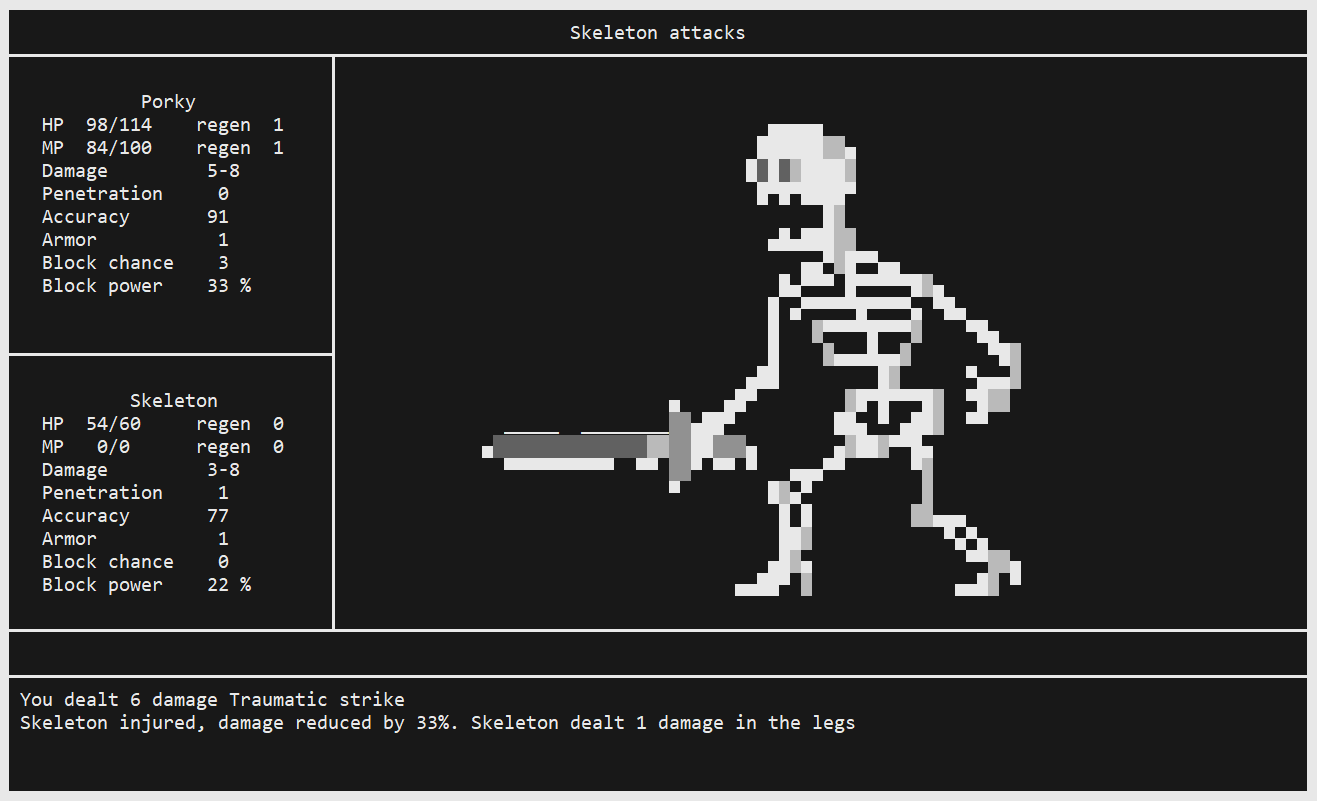 Skeleton attacks
Porky
HP 98/114 regen 1
MP 84/100 regen 1
Damage 5-8
Penetration 0
Accuracy 91
Armor 1
Block chance 3
Block power 33 %
Skeleton
HP 54/60 regen 0
MP 0/0 regen 0
Damage 3-8
Penetration 1
Accuracy 77
Armor 1
Block chance 0
Block power 22 %
You dealt 6 damage Traumatic strike
Skeleton injured, damage reduced by 33%. Skeleton dealt 1 damage in the legs